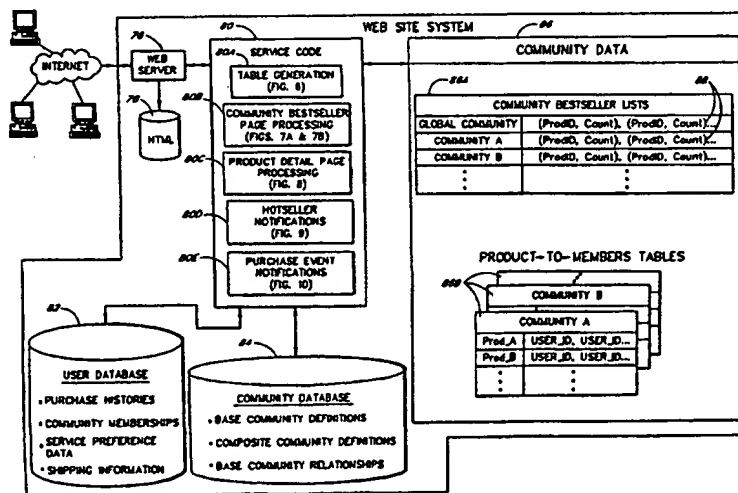 WEB SITE SYSTEM
INTERNET
76
WEB
SERVER
78
HTML
80
SERVICE CODE
80A
TABLE GENERATION
(FIG. 6)
80B
COMMUNITY BESTSELLER
PAGE PROCESSING
(FIGS. 7A & 7B)
80C
PRODUCT DETAIL PAGE
PROCESSING
(FIG. 8)
80D
HOTSELLER
NOTIFICATIONS
(FIG. 9)
80E
PURCHASE EVENT
NOTIFICATIONS
(FIG. 10)
86
COMMUNITY DATA
86A
88
COMMUNITY BESTSELLER LISTS
GLOBAL COMMUNITY (ProdID, Count), (ProdID, Count)...
COMMUNITY A (ProdID, Count), (ProdID, Count)...
COMMUNITY B (ProdID, Count), (ProdID, Count)...
PRODUCT-TO-MEMBERS TABLES
86B
COMMUNITY B
COMMUNITY A
Prod_A USER_ID, USER_ID...
Prod_B USER_ID, USER_ID...
82
USER DATABASE
• PURCHASE HISTORIES
• COMMUNITY MEMBERSHIPS
• SERVICE PREFERENCE
DATA
• SHIPPING INFORMATION
84
COMMUNITY DATABASE
• BASE COMMUNITY DEFINITIONS
• COMPOSITE COMMUNITY DEFINITIONS
• BASE COMMUNITY RELATIONSHIPS